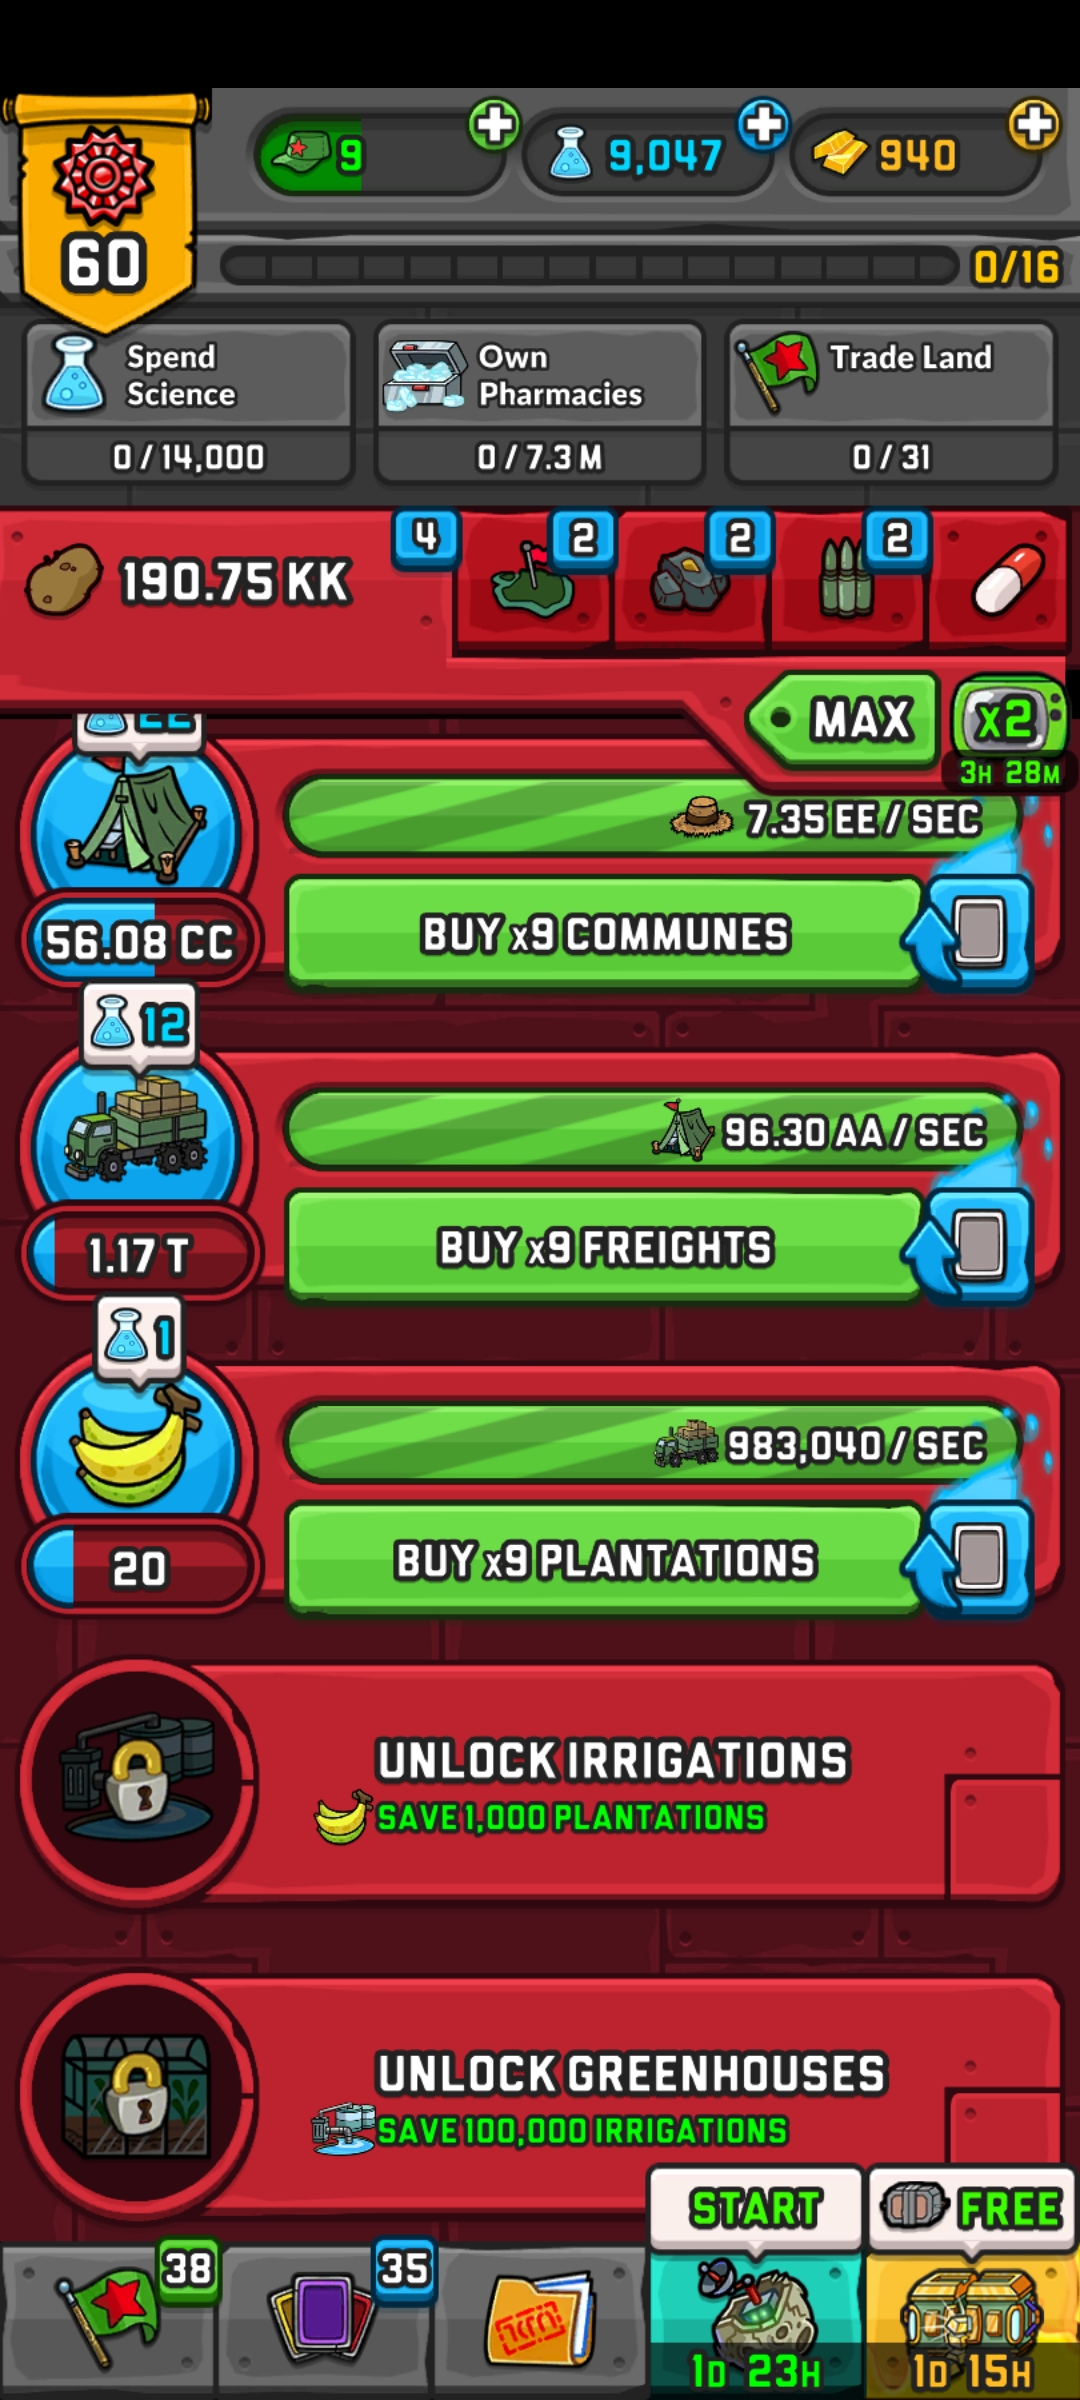 9
9,047
940
60
0/16
Spend
Science
0/14,000
Own
Pharmacies
0/7.3 M
Trade Land
0/31
190.75 KK
4
2
2
2
MAX
x2
3H 28M
22
7.35 EE / SEC
56.08 CC
BUY x9 COMMUNES
12
96.30 AA / SEC
1.17 T
BUY x9 FREIGHTS
1
983,040 / SEC
20
BUY x9 PLANTATIONS
UNLOCK IRRIGATIONS
SAVE 1,000 PLANTATIONS
UNLOCK GREENHOUSES
SAVE 100,000 IRRIGATIONS
START
FREE
38
35
1D 23H
1D 15H